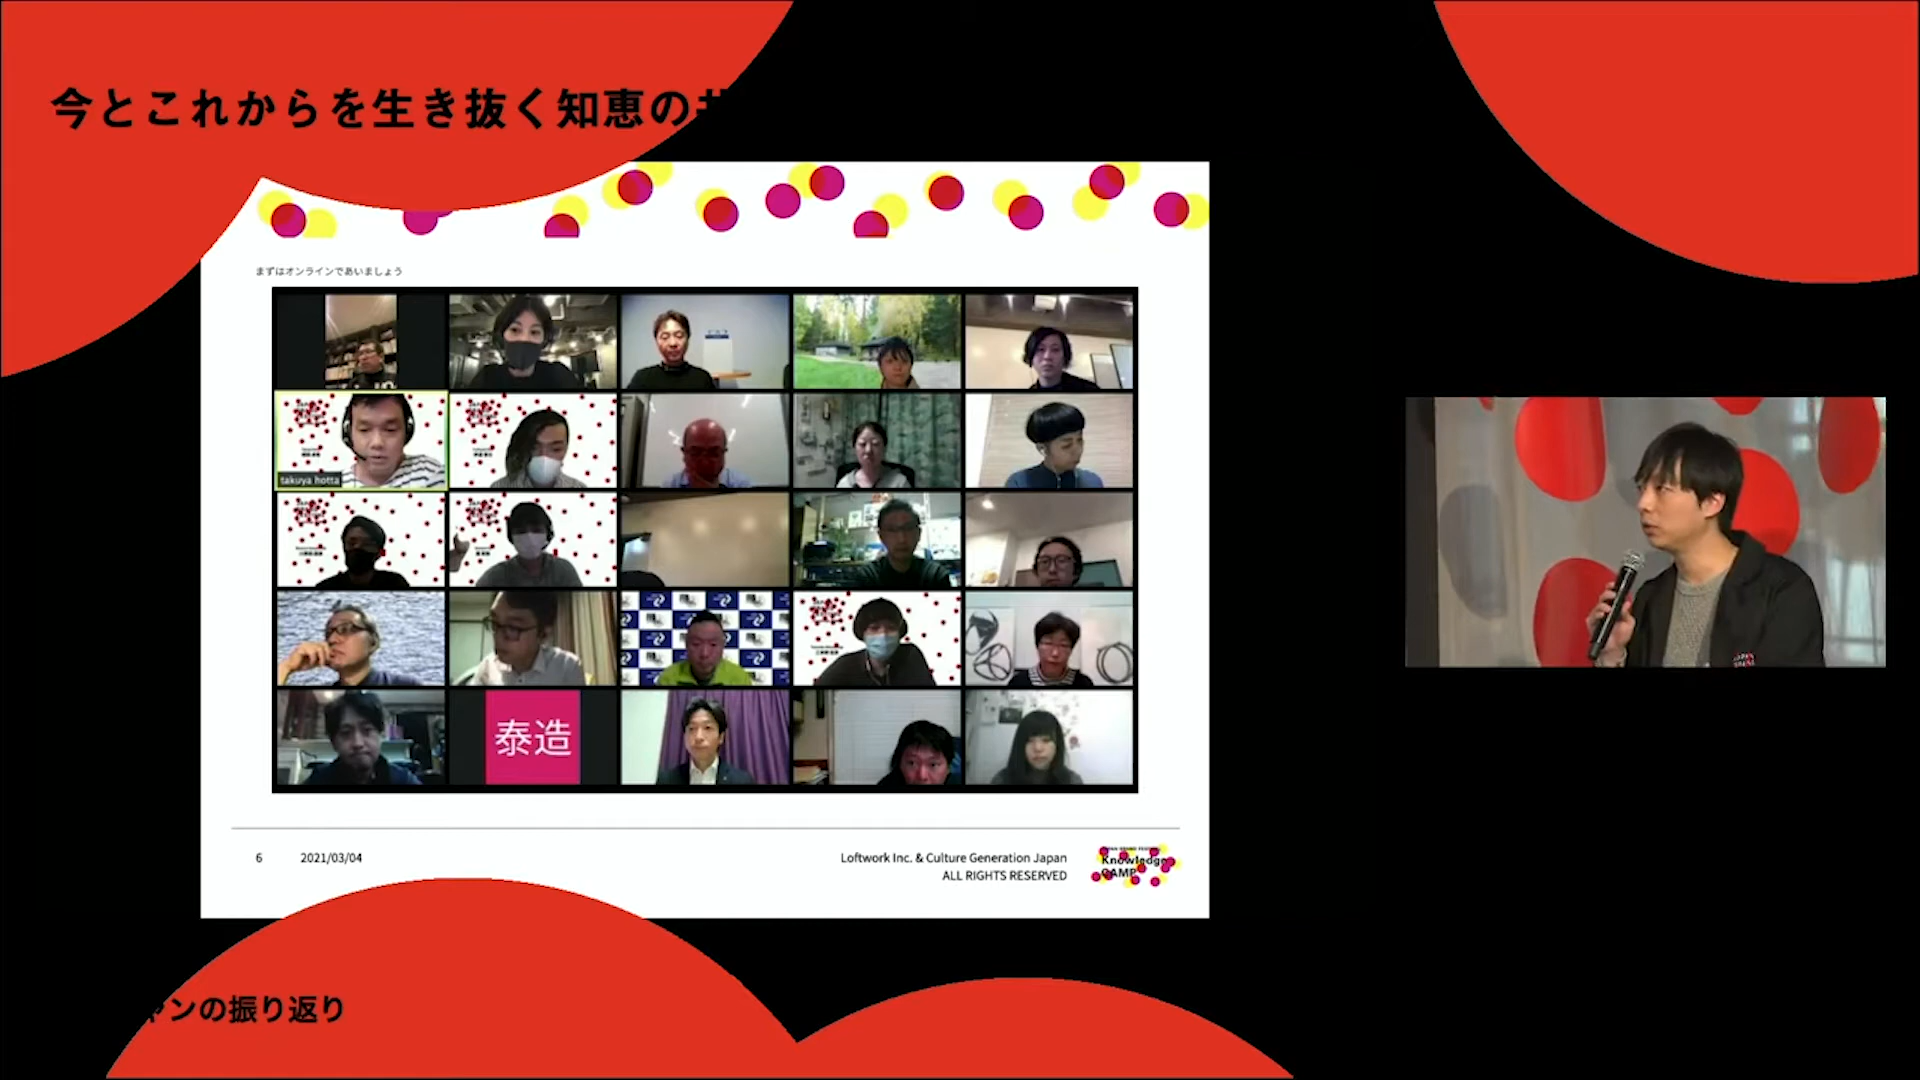 今とこれからを生き抜く知恵の
まずはオンラインであいましょう
takuya hotta
泰造
6
2021/03/04
Loftwork Inc. & Culture Generation Japan
ALL RIGHTS RESERVED
Knowledge
CAMP
ャンの振り返り